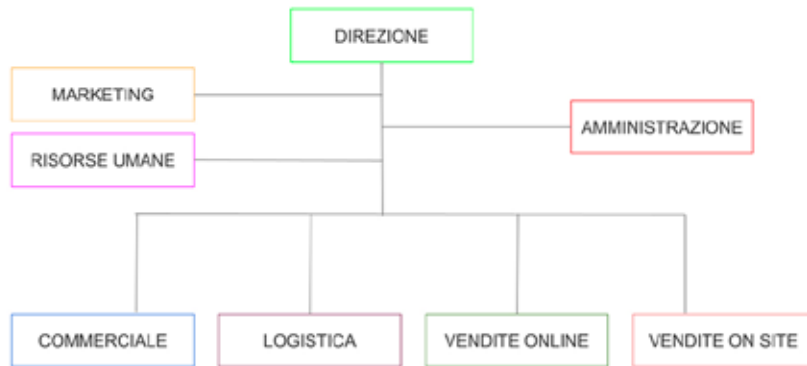 DIREZIONE
MARKETING
AMMINISTRAZIONE
RISORSE UMANE
COMMERCIALE
LOGISTICA
VENDITE ONLINE
VENDITE ON SITE